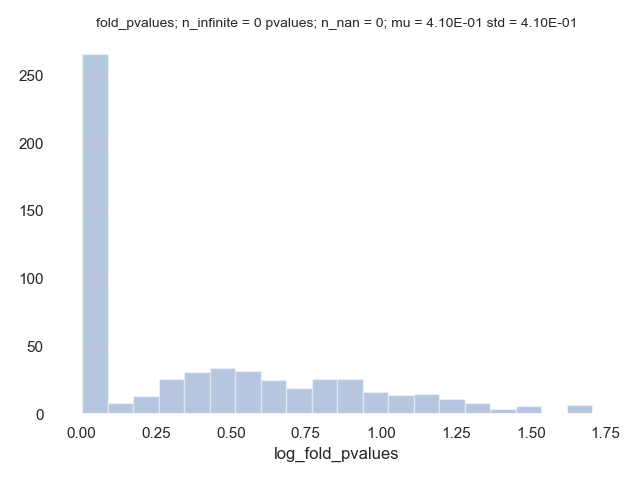 fold_pvalues; n_infinite = 0 pvalues; n_nan = 0; mu = 4.10E-01 std = 4.10E-01
250
200
150
100
50
0
0.00 0.25 0.50 0.75 1.00 1.25 1.50 1.75
log_fold_pvalues